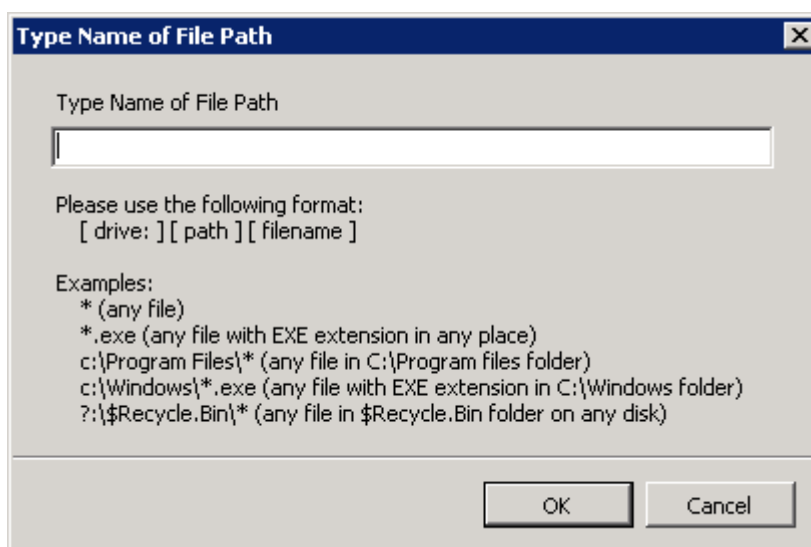 Type Name of File Path
Type Name of File Path
Please use the following format:
[ drive: ] [ path ] [ filename ]
Examples:
* (any file)
*.exe (any file with EXE extension in any place)
c:\Program Files\* (any file in C:\Program files folder)
c:\Windows\*.exe (any file with EXE extension in C:\Windows folder)
?:\$Recycle.Bin\* (any file in $Recycle.Bin folder on any disk)
OK Cancel